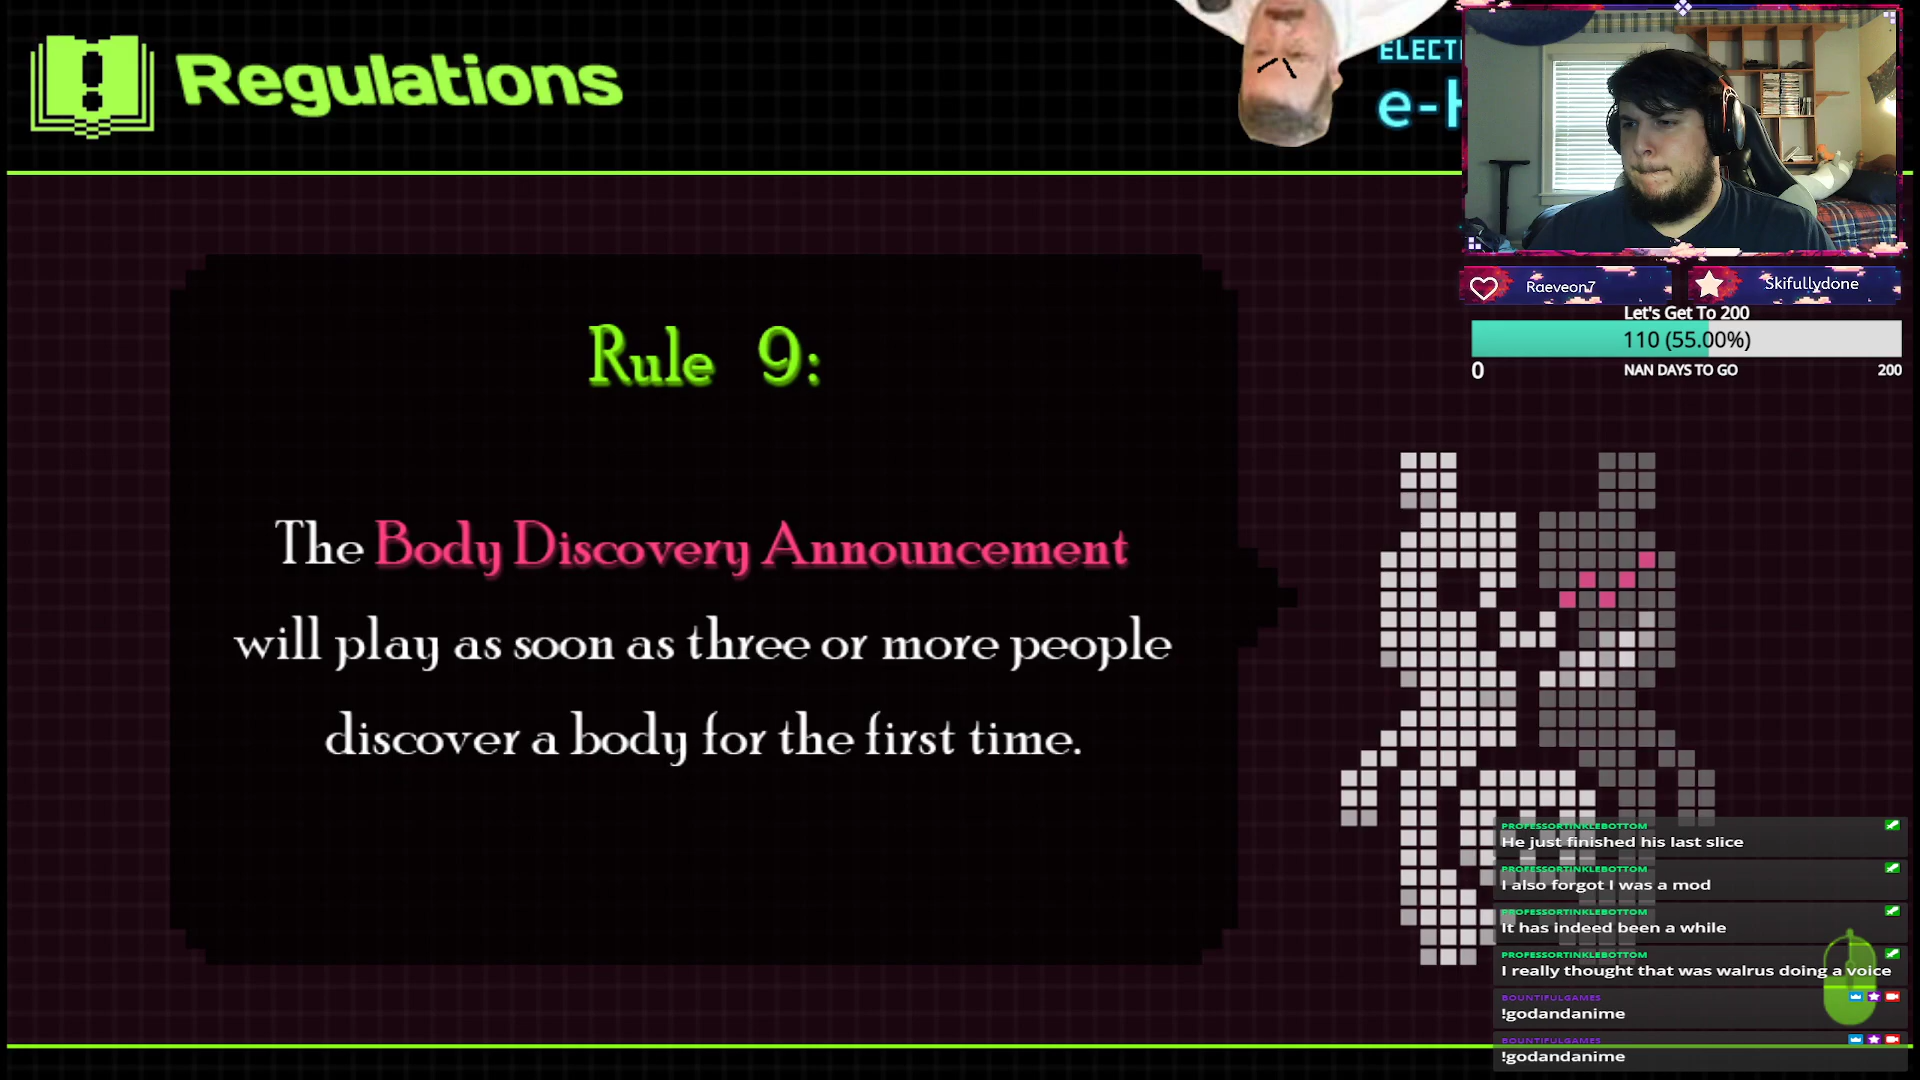 Regulations
ELECT
e-H
Rule 9:
The Body Discovery Announcement
will play as soon as three or more people
discover a body for the first time.
Raeveon7
Skifullydone
Let's Get To 200
110 (55.00%)
0
NAN DAYS TO GO
200
PROFESSORTINKLEBOTTOM
He just finished his last slice
PROFESSORTINKLEBOTTOM
I also forgot I was a mod
PROFESSORTINKLEBOTTOM
It has indeed been a while
PROFESSORTINKLEBOTTOM
I really thought that was walrus doing a voice
BOUNTIFULGAMES
!godandanime
BOUNTIFULGAMES
!godandanime